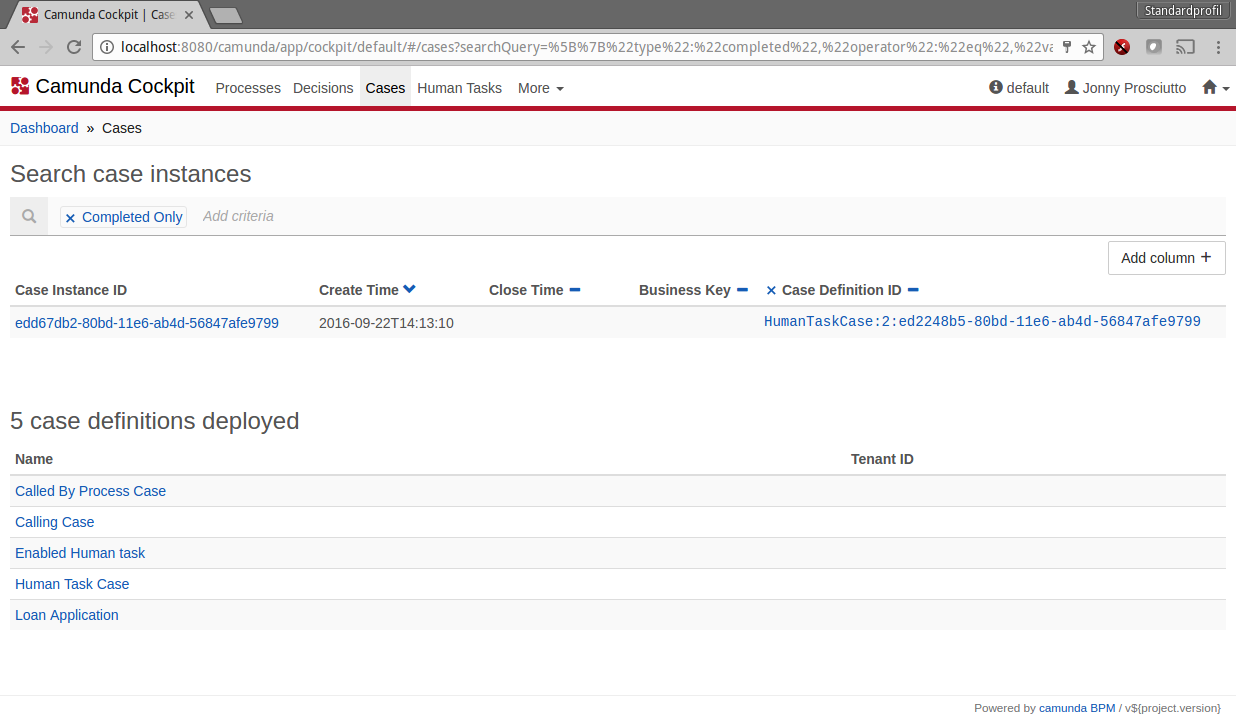 Standardprofil
Camunda Cockpit | Case
localhost:8080/camunda/app/cockpit/default/#/cases?searchQuery=%5B%7B%22type%22:%22completed%22,%22operator%22:%22eq%22,%22va
Camunda Cockpit Processes Decisions Cases Human Tasks More default Jonny Prosciutto
Dashboard » Cases
Search case instances
Completed Only Add criteria
Add column +
Case Instance ID Create Time Close Time Business Key Case Definition ID
edd67db2-80bd-11e6-ab4d-56847afe9799 2016-09-22T14:13:10 HumanTaskCase:2:ed2248b5-80bd-11e6-ab4d-56847afe9799
5 case definitions deployed
Name Tenant ID
Called By Process Case
Calling Case
Enabled Human task
Human Task Case
Loan Application
Powered by camunda BPM / v${project.version}